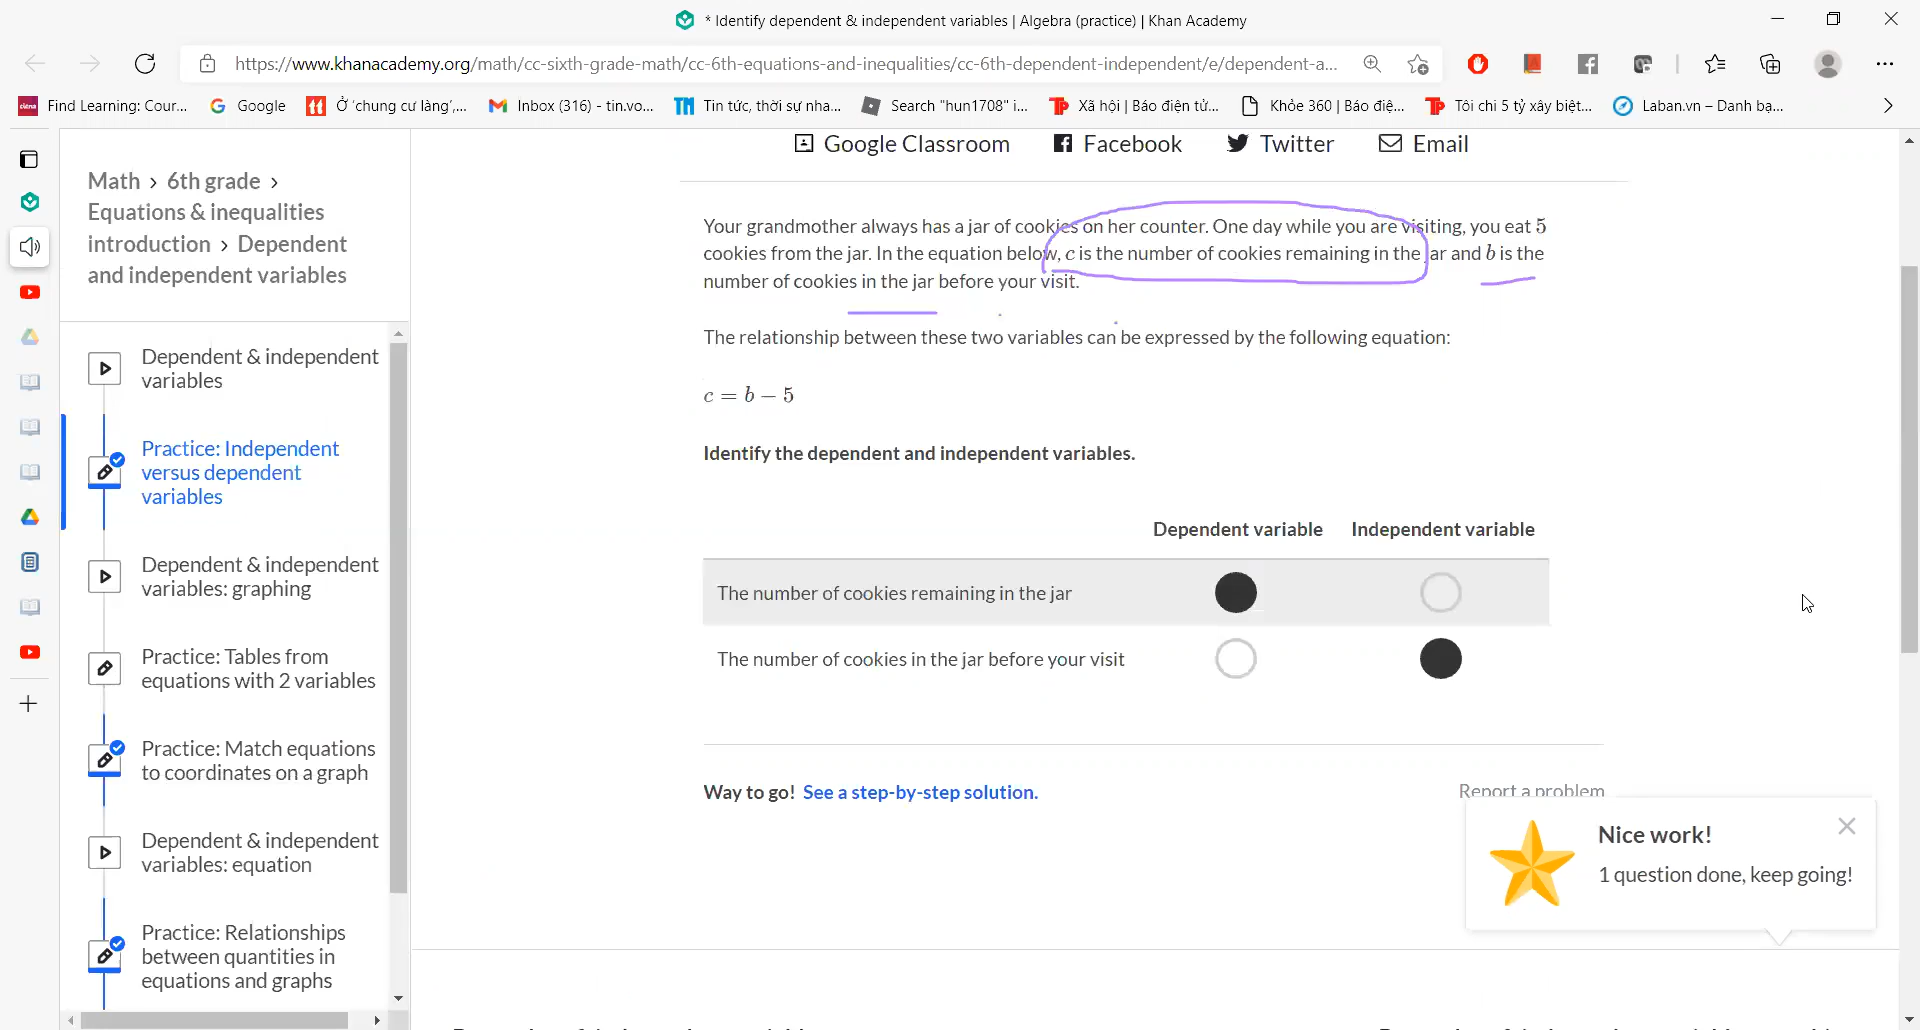 * Identify dependent & independent variables | Algebra (practice) | Khan Academy
https://www.khanacademy.org/math/cc-sixth-grade-math/cc-6th-equations-and-inequalities/cc-6th-dependent-independent/e/dependent-a...
Find Learning: Cour...
Google
Ở 'chung cư làng',...
Inbox (316) - tin.vo...
Tin tức, thời sự nha...
Search "hun1708" i...
Xã hội | Báo điện tử...
Khỏe 360 | Báo điệ...
Tôi chi 5 tỷ xây biệt...
Laban.vn – Danh bạ...
Google Classroom
Facebook
Twitter
Email
Math › 6th grade ›
Equations & inequalities
introduction › Dependent
and independent variables
Dependent & independent
variables
Practice: Independent
versus dependent
variables
Dependent & independent
variables: graphing
Practice: Tables from
equations with 2 variables
Practice: Match equations
to coordinates on a graph
Dependent & independent
variables: equation
Practice: Relationships
between quantities in
equations and graphs
Your grandmother always has a jar of cookies on her counter. One day while you are visiting, you eat 5
cookies from the jar. In the equation below, c is the number of cookies remaining in the jar and b is the
number of cookies in the jar before your visit.
The relationship between these two variables can be expressed by the following equation:
c = b − 5
Identify the dependent and independent variables.
Dependent variable Independent variable
The number of cookies remaining in the jar
The number of cookies in the jar before your visit
Way to go! See a step-by-step solution.
Report a problem
Nice work!
1 question done, keep going!